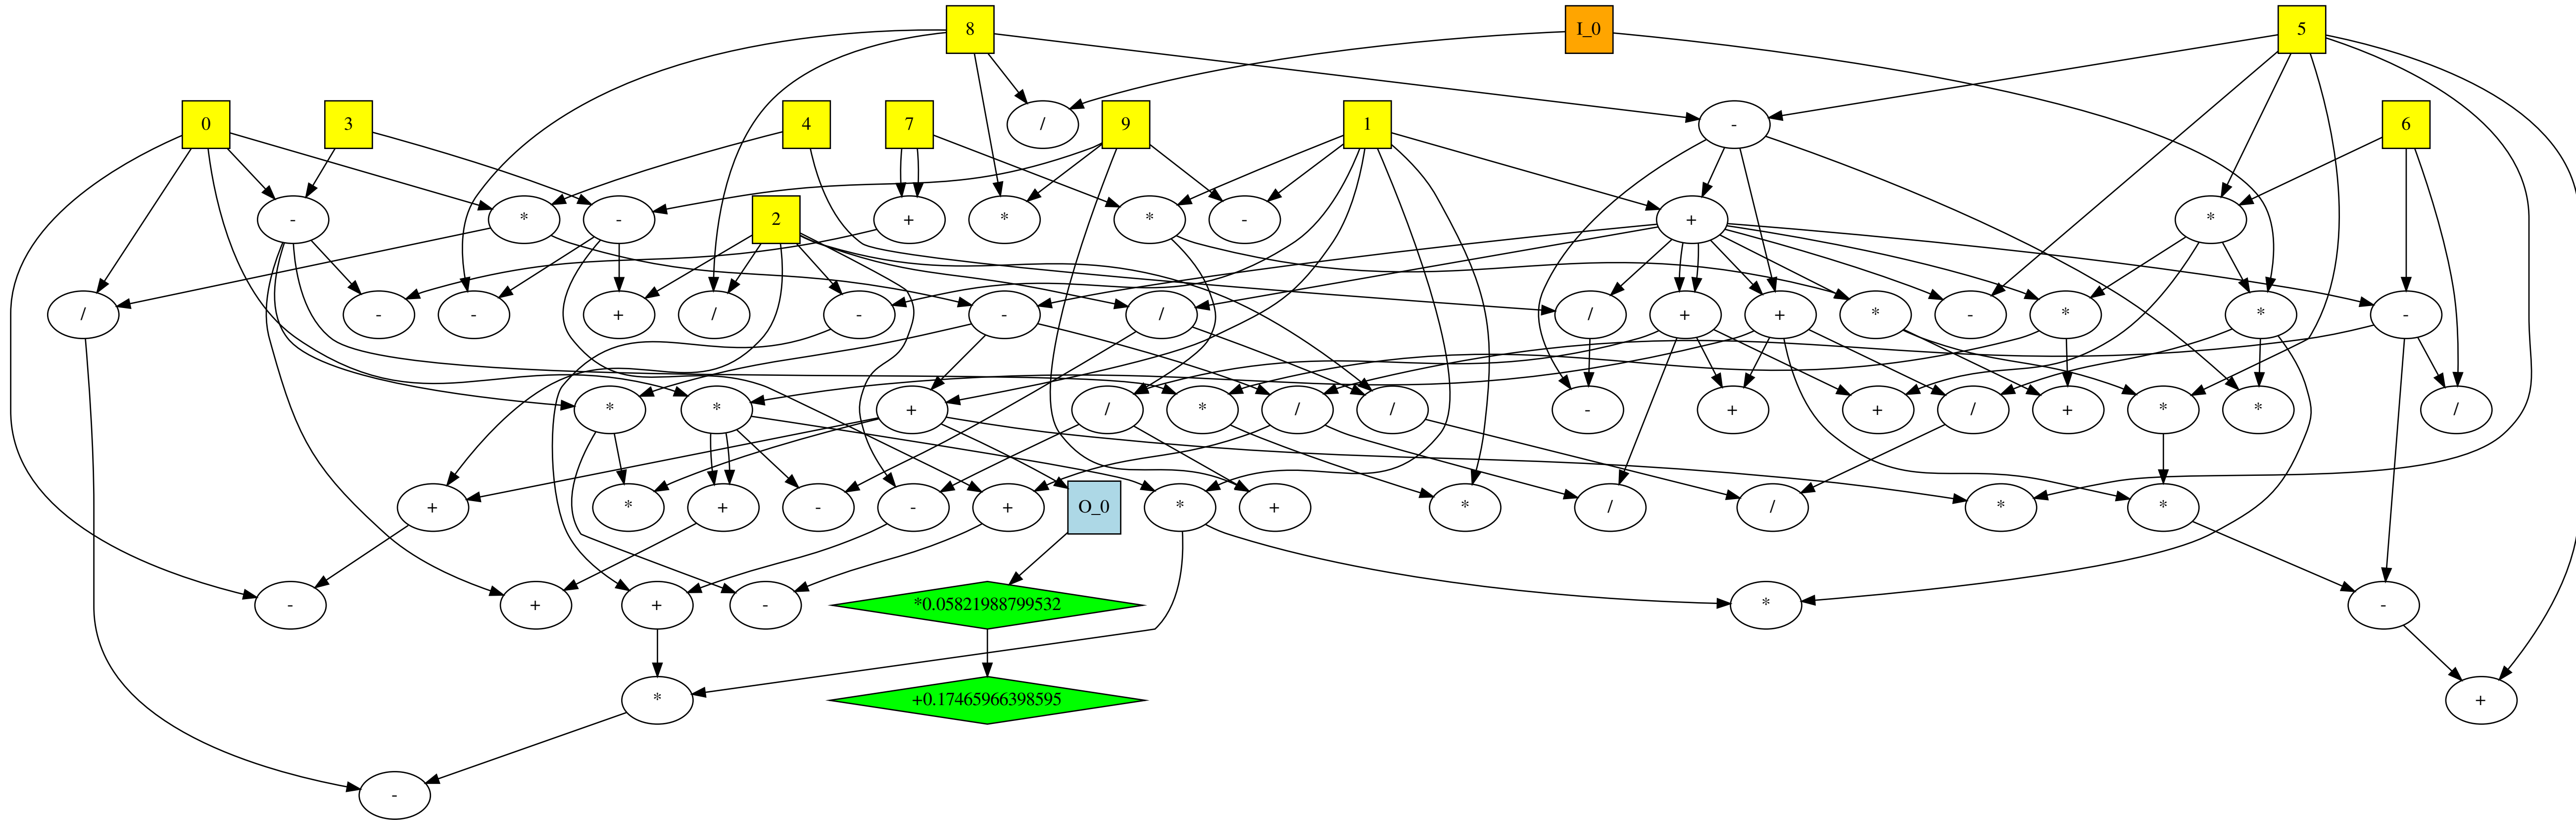 8 I_0 5
0 3 4 7 / 9 1 - 6
- * - 2 + * * - + *
/ - - + / - - / / + + * - * * -
* * + / * / / - + + / + * * /
+ * + - - + O_0 * + * / / * *
- + + - *0.05821988799532 * -
* +0.17465966398595 +
-